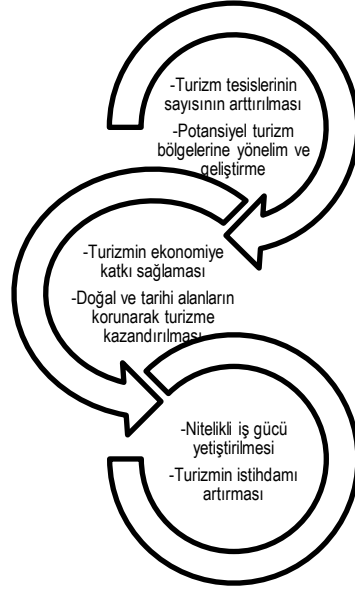 -Turizm tesislerinin
sayısının arttırılması
-Potansiyel turizm
bölgelerine yönelim ve
geliştirme
-Turizmin ekonomiye
katkı sağlaması
-Doğal ve tarihi alanların
korunarak turizme
kazandırılması
-Nitelikli iş gücü
yetiştirilmesi
-Turizmin istihdamı
artırması